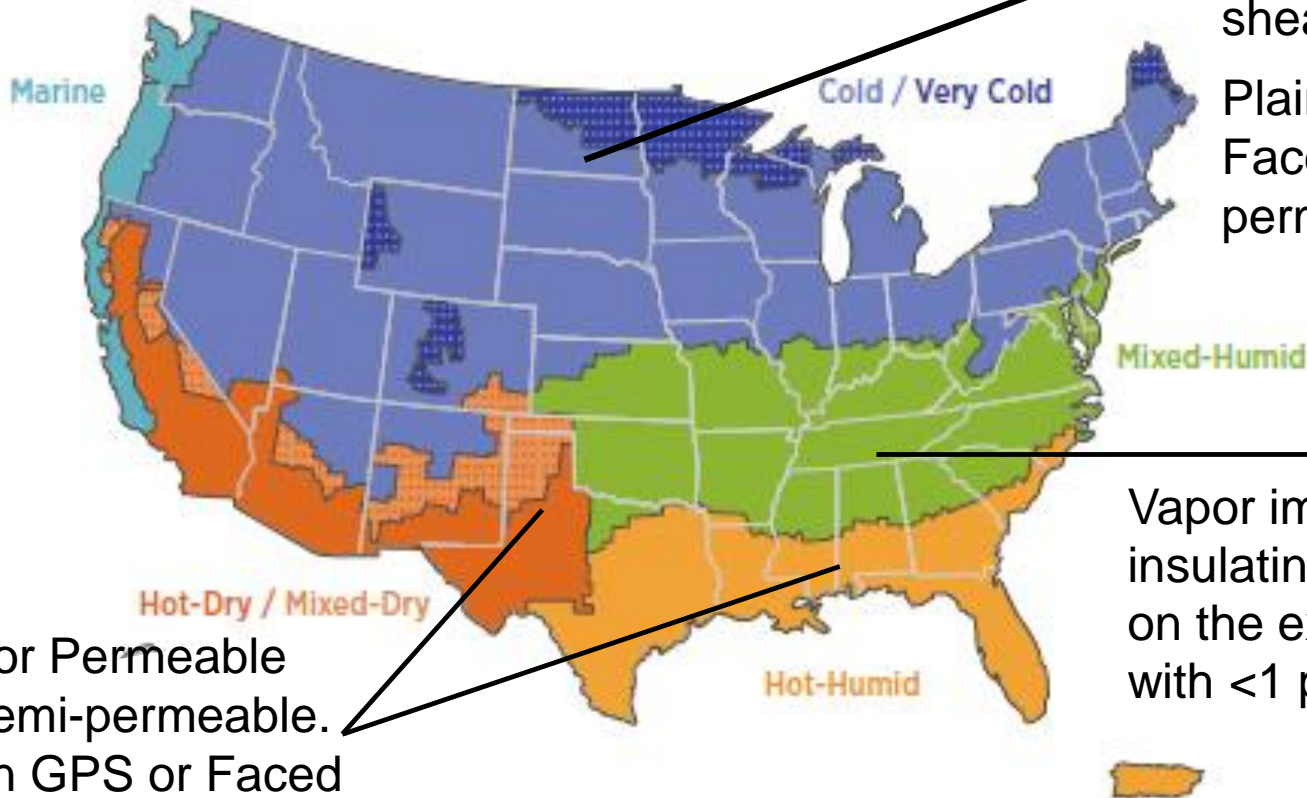 shea
Plain
Face
perm
Marine
Cold / Very Cold
Mixed-Humid
Vapor im
insulatin
on the ex
with <1 p
Hot-Dry / Mixed-Dry
or Permeable
emi-permeable.
n GPS or Faced
Hot-Humid